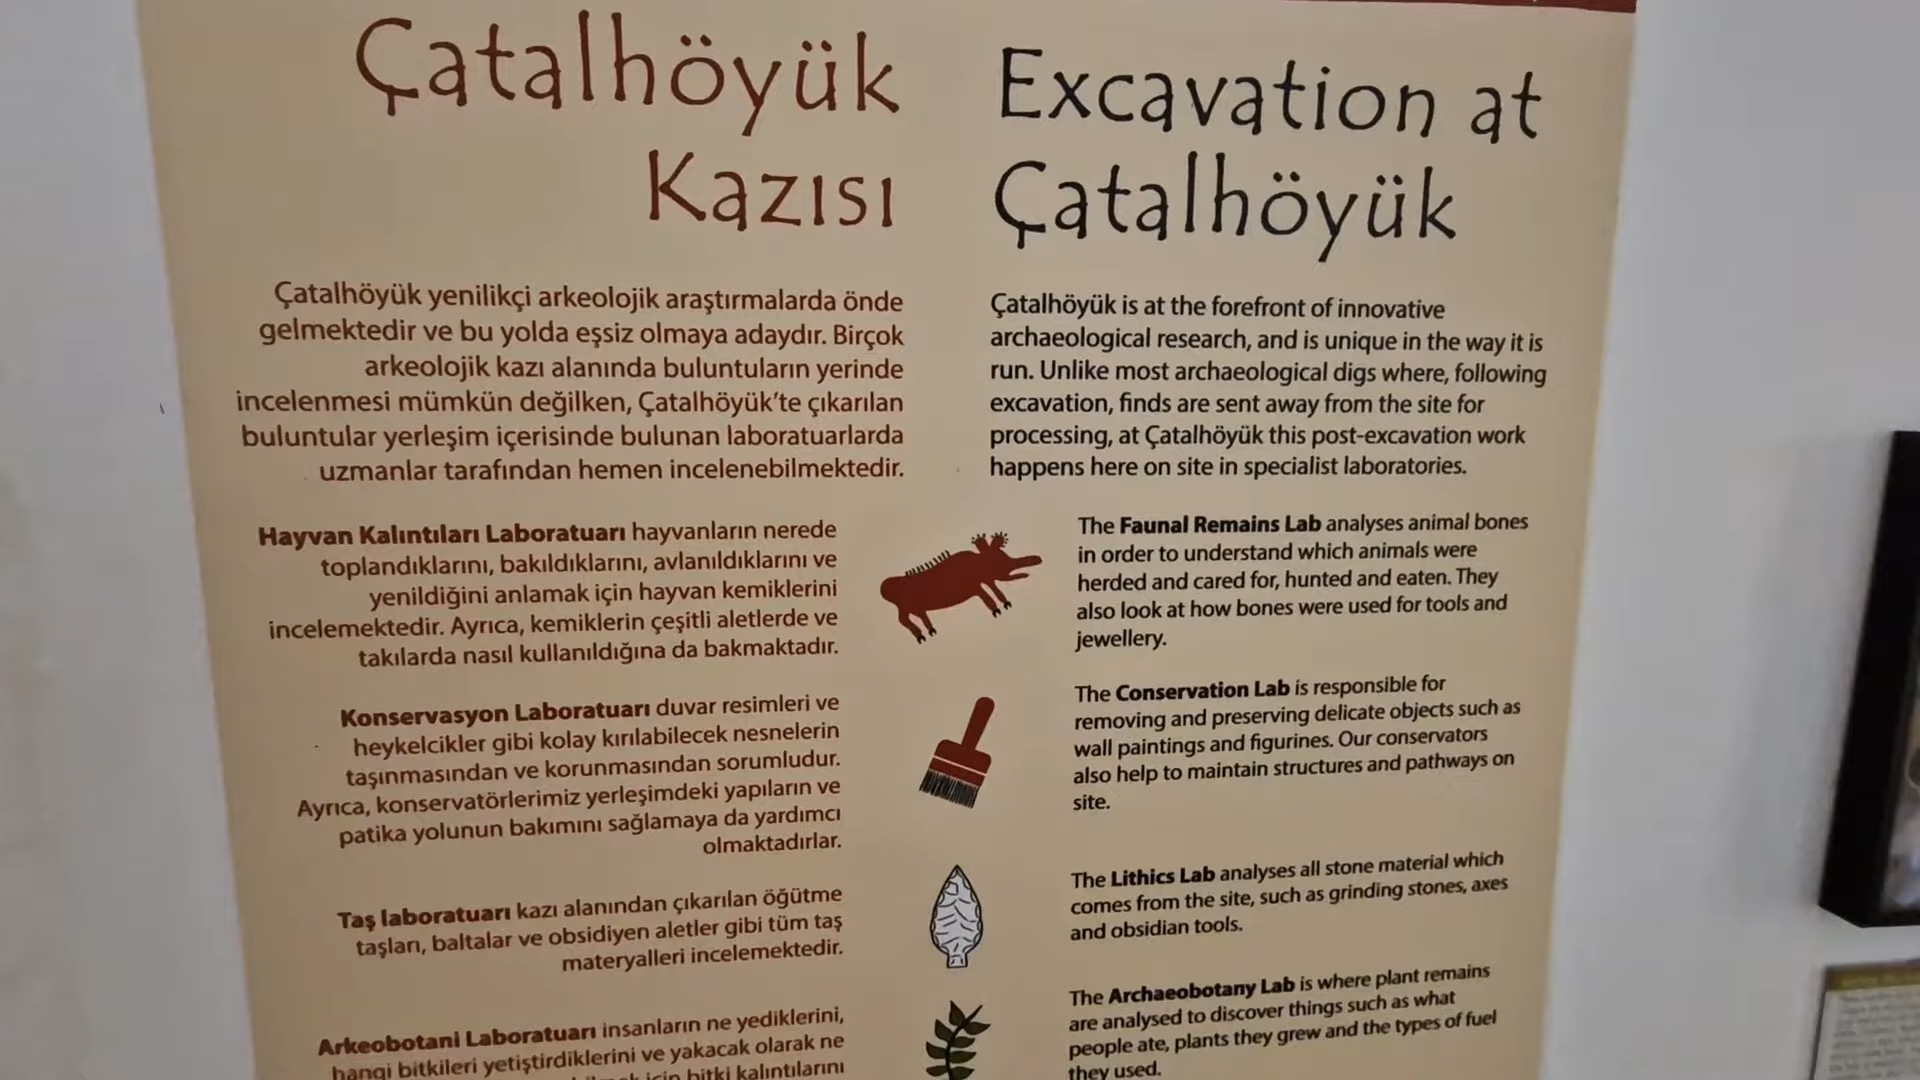 Çatalhöyük
Kazısı
Çatalhöyük yenilikçi arkeolojik araştırmalarda önde
gelmektedir ve bu yolda eşsiz olmaya adaydır. Birçok
arkeolojik kazı alanında buluntuların yerinde
incelenmesi mümkün değilken, Çatalhöyük'te çıkarılan
buluntular yerleşim içerisinde bulunan laboratuarlarda
uzmanlar tarafından hemen incelenebilmektedir.
Hayvan Kalıntıları Laboratuarı hayvanların nerede
toplandıklarını, bakıldıklarını, avlanıldıklarını ve
yenildiğini anlamak için hayvan kemiklerini
incelemektedir. Ayrıca, kemiklerin çeşitli aletlerde ve
takılarda nasıl kullanıldığına da bakmaktadır.
Konservasyon Laboratuarı duvar resimleri ve
heykelcikler gibi kolay kırılabilecek nesnelerin
taşınmasından ve korunmasından sorumludur.
Ayrıca, konservatörlerimiz yerleşimdeki yapıların ve
patika yolunun bakımını sağlamaya da yardımcı
olmaktadırlar.
Taş laboratuarı kazı alanından çıkarılan öğütme
taşları, baltalar ve obsidiyen aletler gibi tüm taş
materyalleri incelemektedir.
Arkeobotani Laboratuarı insanların ne yediklerini,
hangi bitkileri yetiştirdiklerini ve yakacak olarak ne
için bitki kalıntılarını
Excavation at
Çatalhöyük
Çatalhöyük is at the forefront of innovative
archaeological research, and is unique in the way it is
run. Unlike most archaeological digs where, following
excavation, finds are sent away from the site for
processing, at Çatalhöyük this post-excavation work
happens here on site in specialist laboratories.
The Faunal Remains Lab analyses animal bones
in order to understand which animals were
herded and cared for, hunted and eaten. They
also look at how bones were used for tools and
jewellery.
The Conservation Lab is responsible for
removing and preserving delicate objects such as
wall paintings and figurines. Our conservators
also help to maintain structures and pathways on
site.
The Lithics Lab analyses all stone material which
comes from the site, such as grinding stones, axes
and obsidian tools.
The Archaeobotany Lab is where plant remains
are analysed to discover things such as what
people ate, plants they grew and the types of fuel
they used.